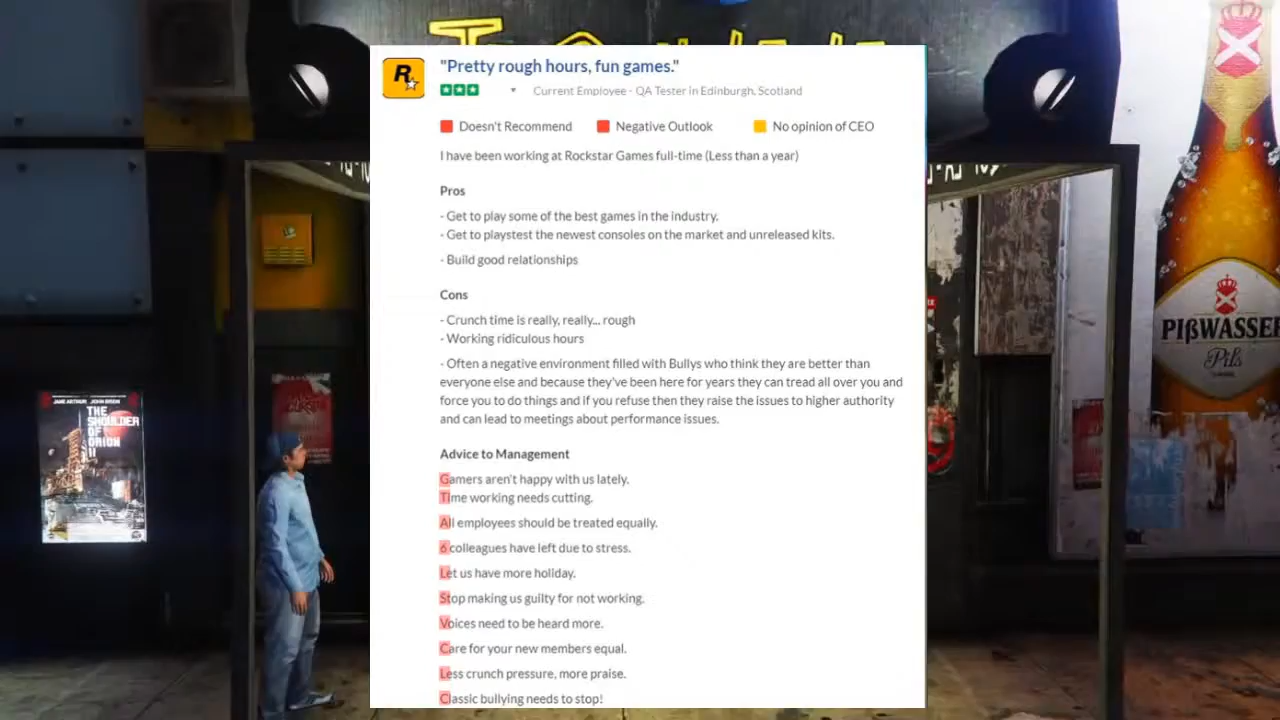 "Pretty rough hours, fun games."
Current Employee - QA Tester in Edinburgh, Scotland
Doesn't Recommend
Negative Outlook
No opinion of CEO
I have been working at Rockstar Games full-time (Less than a year)
Pros
- Get to play some of the best games in the industry.
- Get to playstest the newest consoles on the market and unreleased kits.
- Build good relationships
Cons
- Crunch time is really, really... rough
- Working ridiculous hours
- Often a negative environment filled with Bullys who think they are better than
everyone else and because they've been here for years they can tread all over you and
force you to do things and if you refuse then they raise the issues to higher authority
and can lead to meetings about performance issues.
Advice to Management
Gamers aren't happy with us lately.
Time working needs cutting.
All employees should be treated equally.
6 colleagues have left due to stress.
Let us have more holiday.
Stop making us guilty for not working.
Voices need to be heard more.
Care for your new members equal.
Less crunch pressure, more praise.
Classic bullying needs to stop!
R
THE
SHOULDER
OF
ORION
II
PIßWASSER
Pils